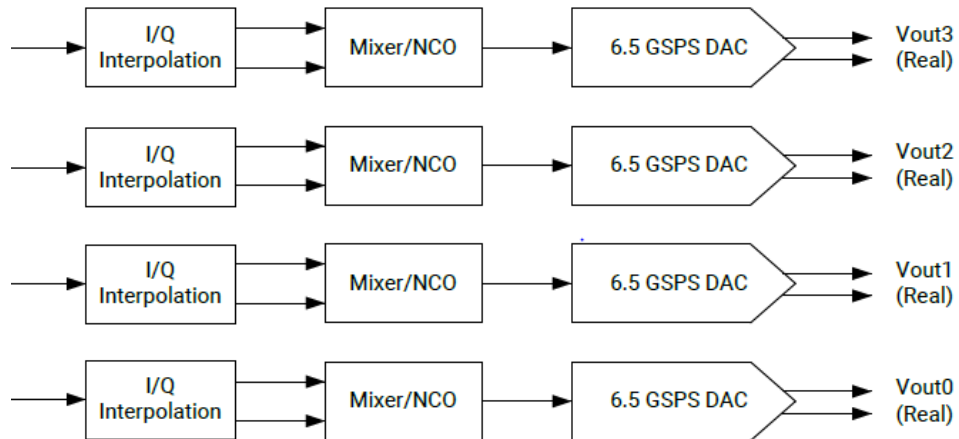 I/Q
Interpolation
Mixer/NCO
6.5 GSPS DAC
Vout3
(Real)
I/Q
Interpolation
Mixer/NCO
6.5 GSPS DAC
Vout2
(Real)
I/Q
Interpolation
Mixer/NCO
6.5 GSPS DAC
Vout1
(Real)
I/Q
Interpolation
Mixer/NCO
6.5 GSPS DAC
Vout0
(Real)